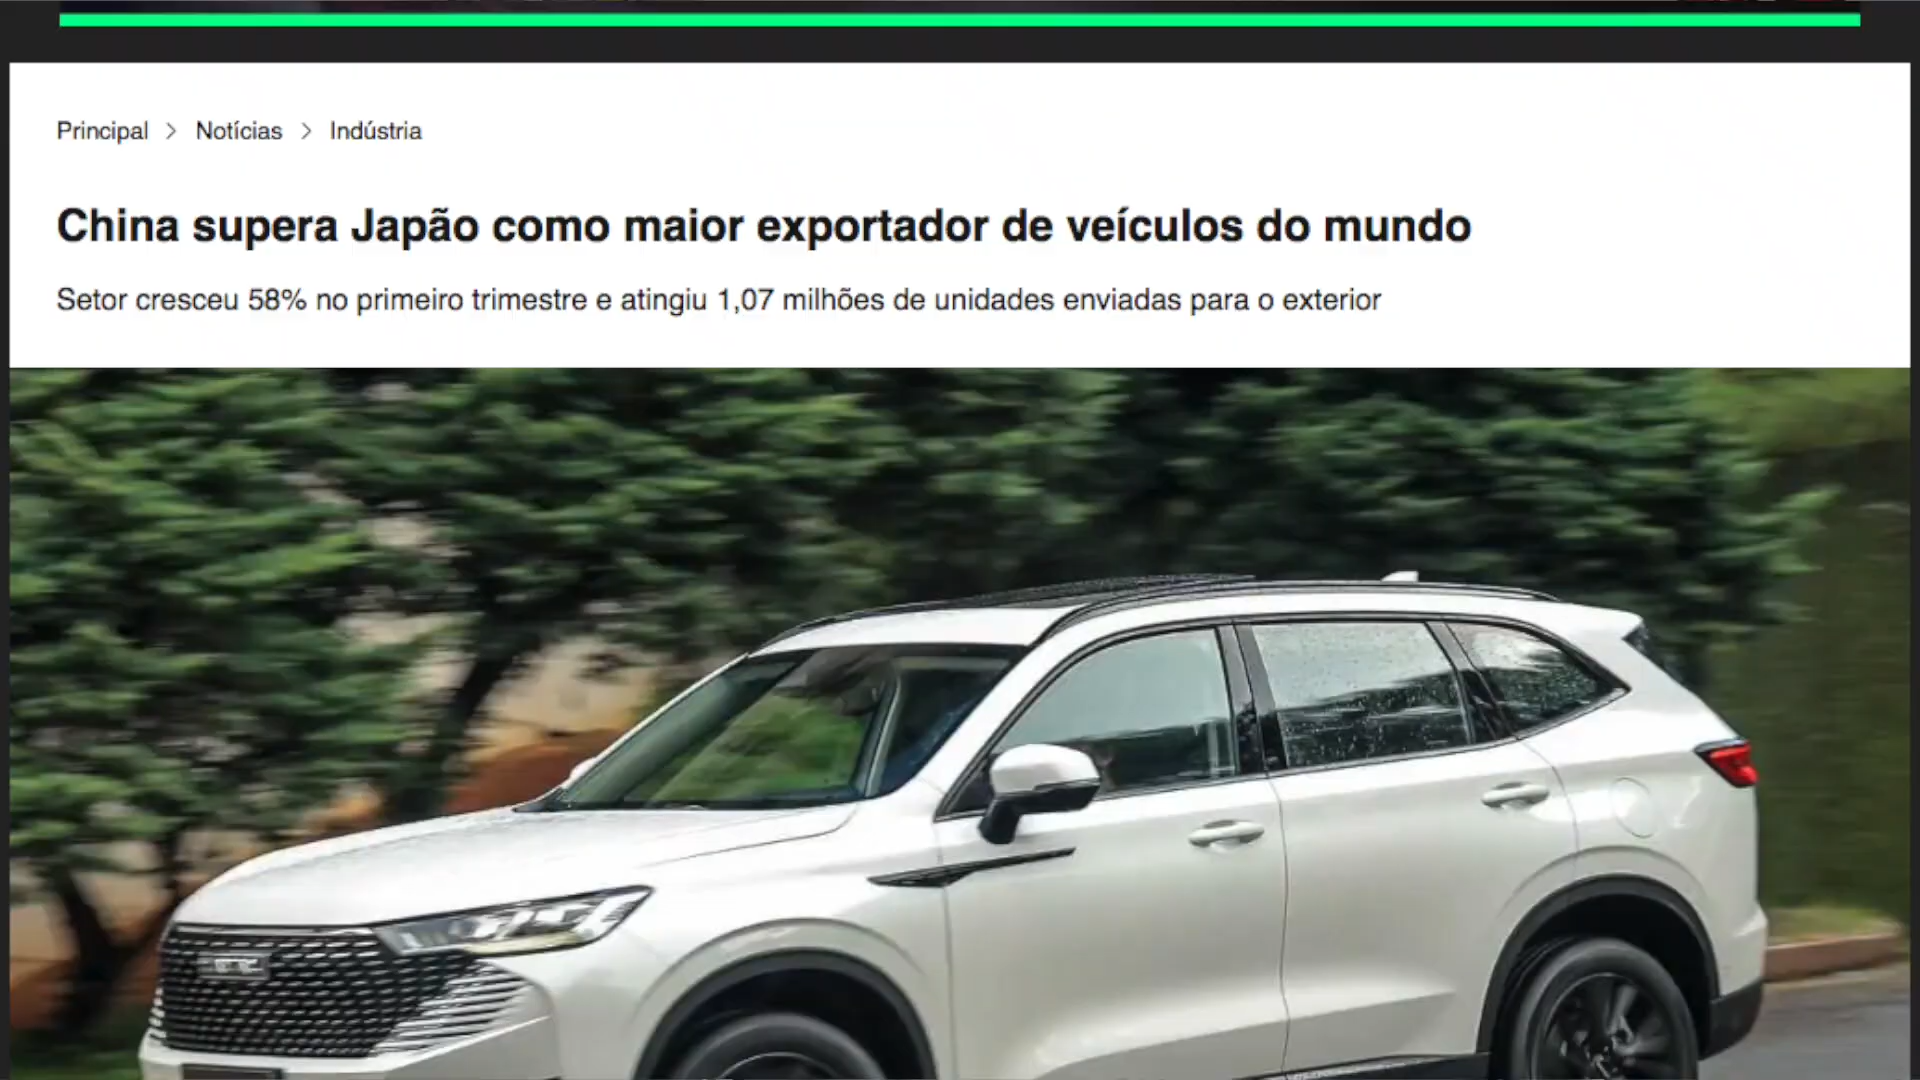 Principal > Notícias > Indústria
China supera Japão como maior exportador de veículos do mundo
Setor cresceu 58% no primeiro trimestre e atingiu 1,07 milhões de unidades enviadas para o exterior